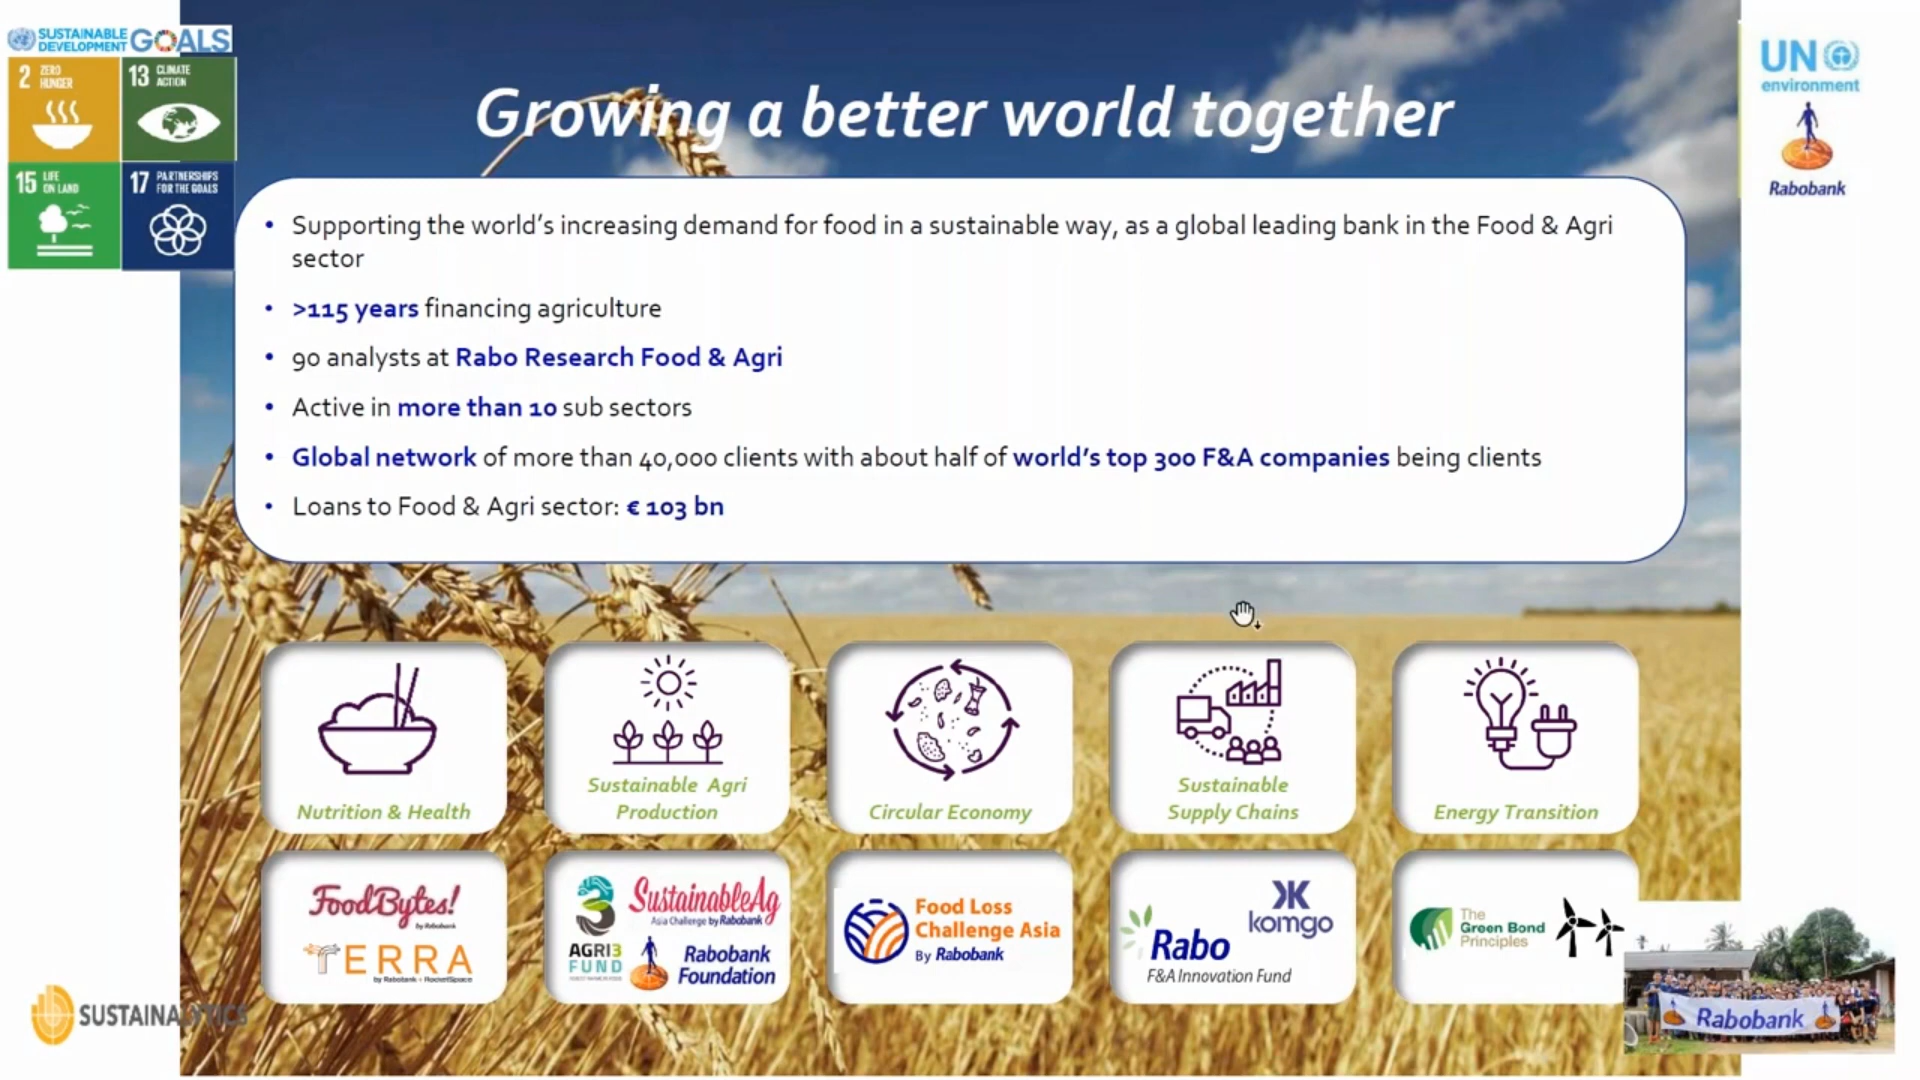 SUSTAINABLE DEVELOPMENT GOALS
2 ZERO HUNGER
13 CLIMATE ACTION
15 LIFE ON LAND
17 PARTNERSHIPS FOR THE GOALS
UN
environment
Rabobank
Growing a better world together
• Supporting the world's increasing demand for food in a sustainable way, as a global leading bank in the Food & Agri
sector
• >115 years financing agriculture
• 90 analysts at Rabo Research Food & Agri
• Active in more than 10 sub sectors
• Global network of more than 40,000 clients with about half of world's top 300 F&A companies being clients
• Loans to Food & Agri sector: € 103 bn
Nutrition & Health
Sustainable Agri
Production
Circular Economy
Sustainable
Supply Chains
Energy Transition
FoodBytes!
by Rabobank
TERRA
by Rabobank + RocketSpace
AGRI3
FUND
SustainableAg
Asia Challenge by Rabobank
Rabobank
Foundation
Food Loss
Challenge Asia
By Rabobank
komgo
Rabo
F&A Innovation Fund
The
Green Bond
Principles
SUSTAINALYTICS
Rabobank